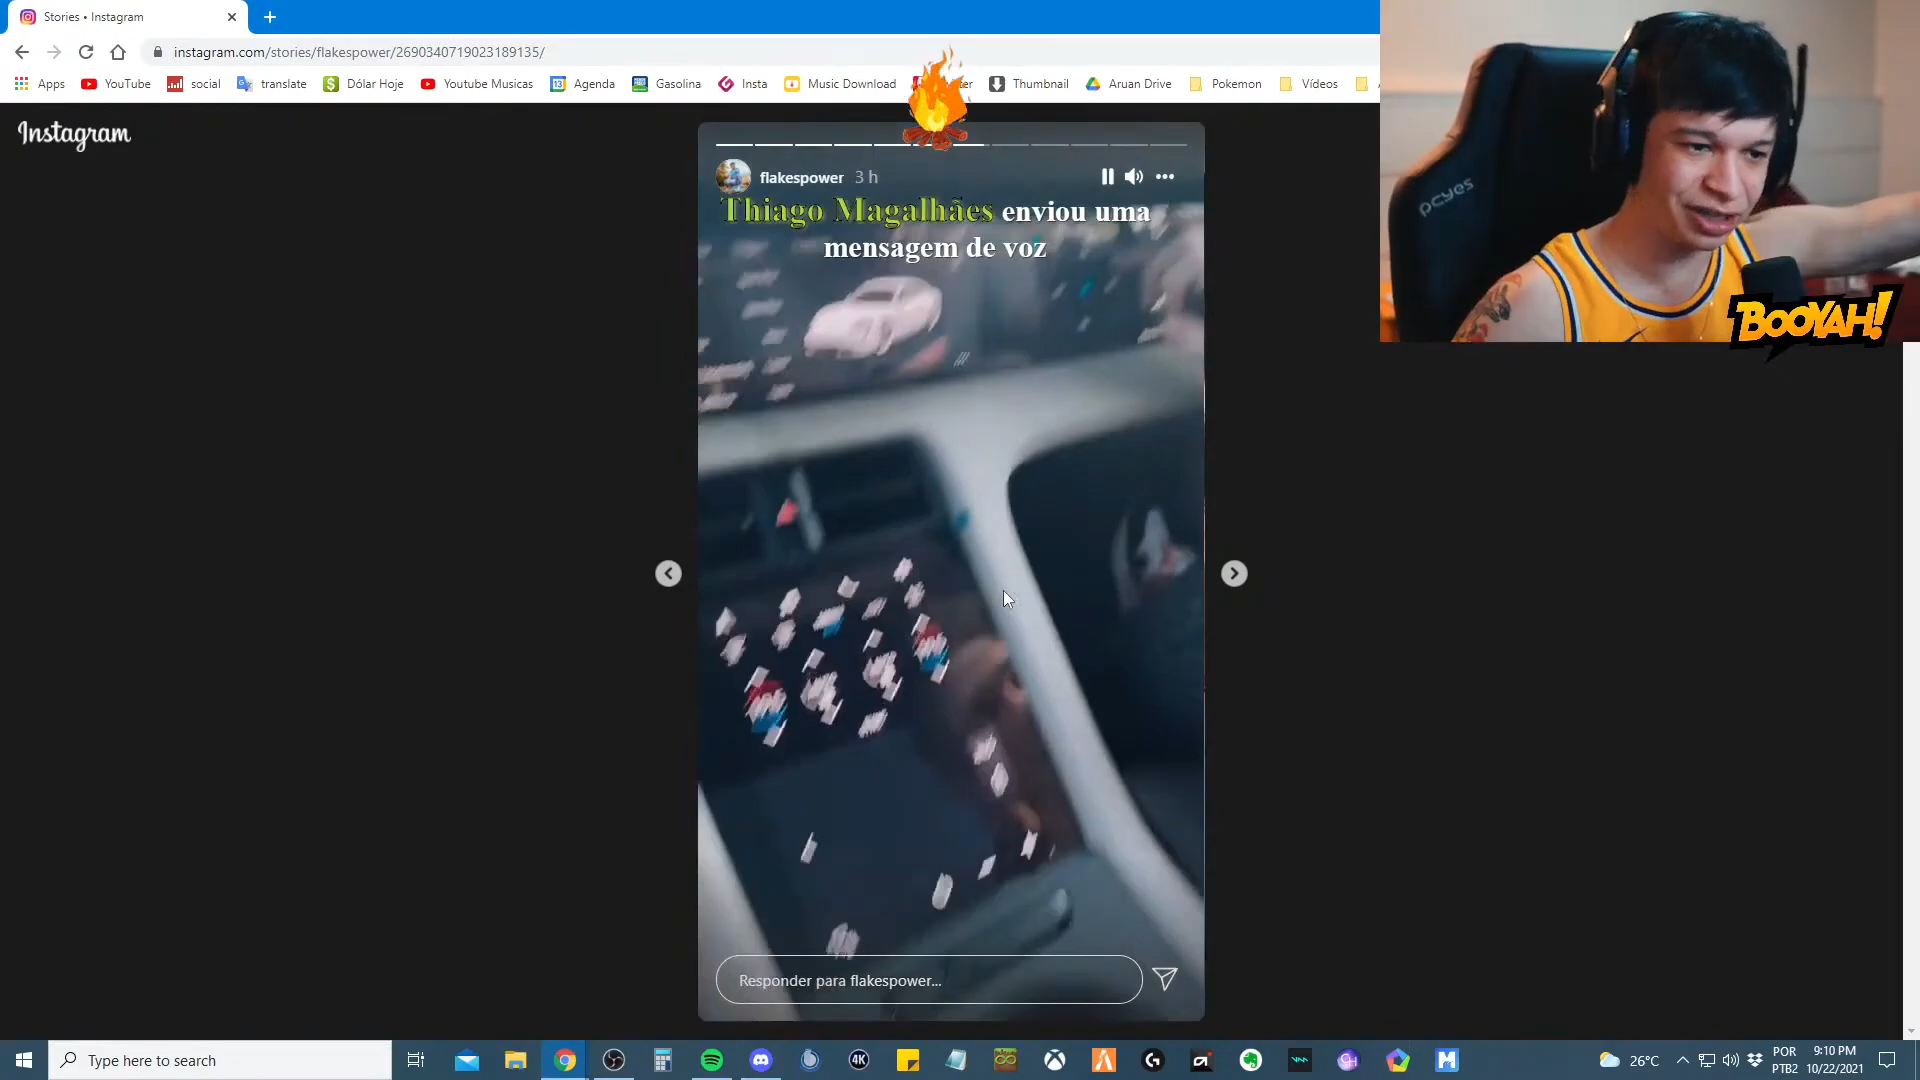 Stories • Instagram
instagram.com/stories/flakespower/2690340719023189135/
Apps
YouTube
social
translate
Dólar Hoje
Youtube Musicas
Agenda
Gasolina
Insta
Music Download
Thumbnail
Aruan Drive
Pokemon
Vídeos
Instagram
flakespower 3 h
Thiago Magalhães enviou uma
mensagem de voz
pcyes
BOOYAH!
Responder para flakespower...
Type here to search
4K
26°C
POR
PTB2
9:10 PM
10/22/2021